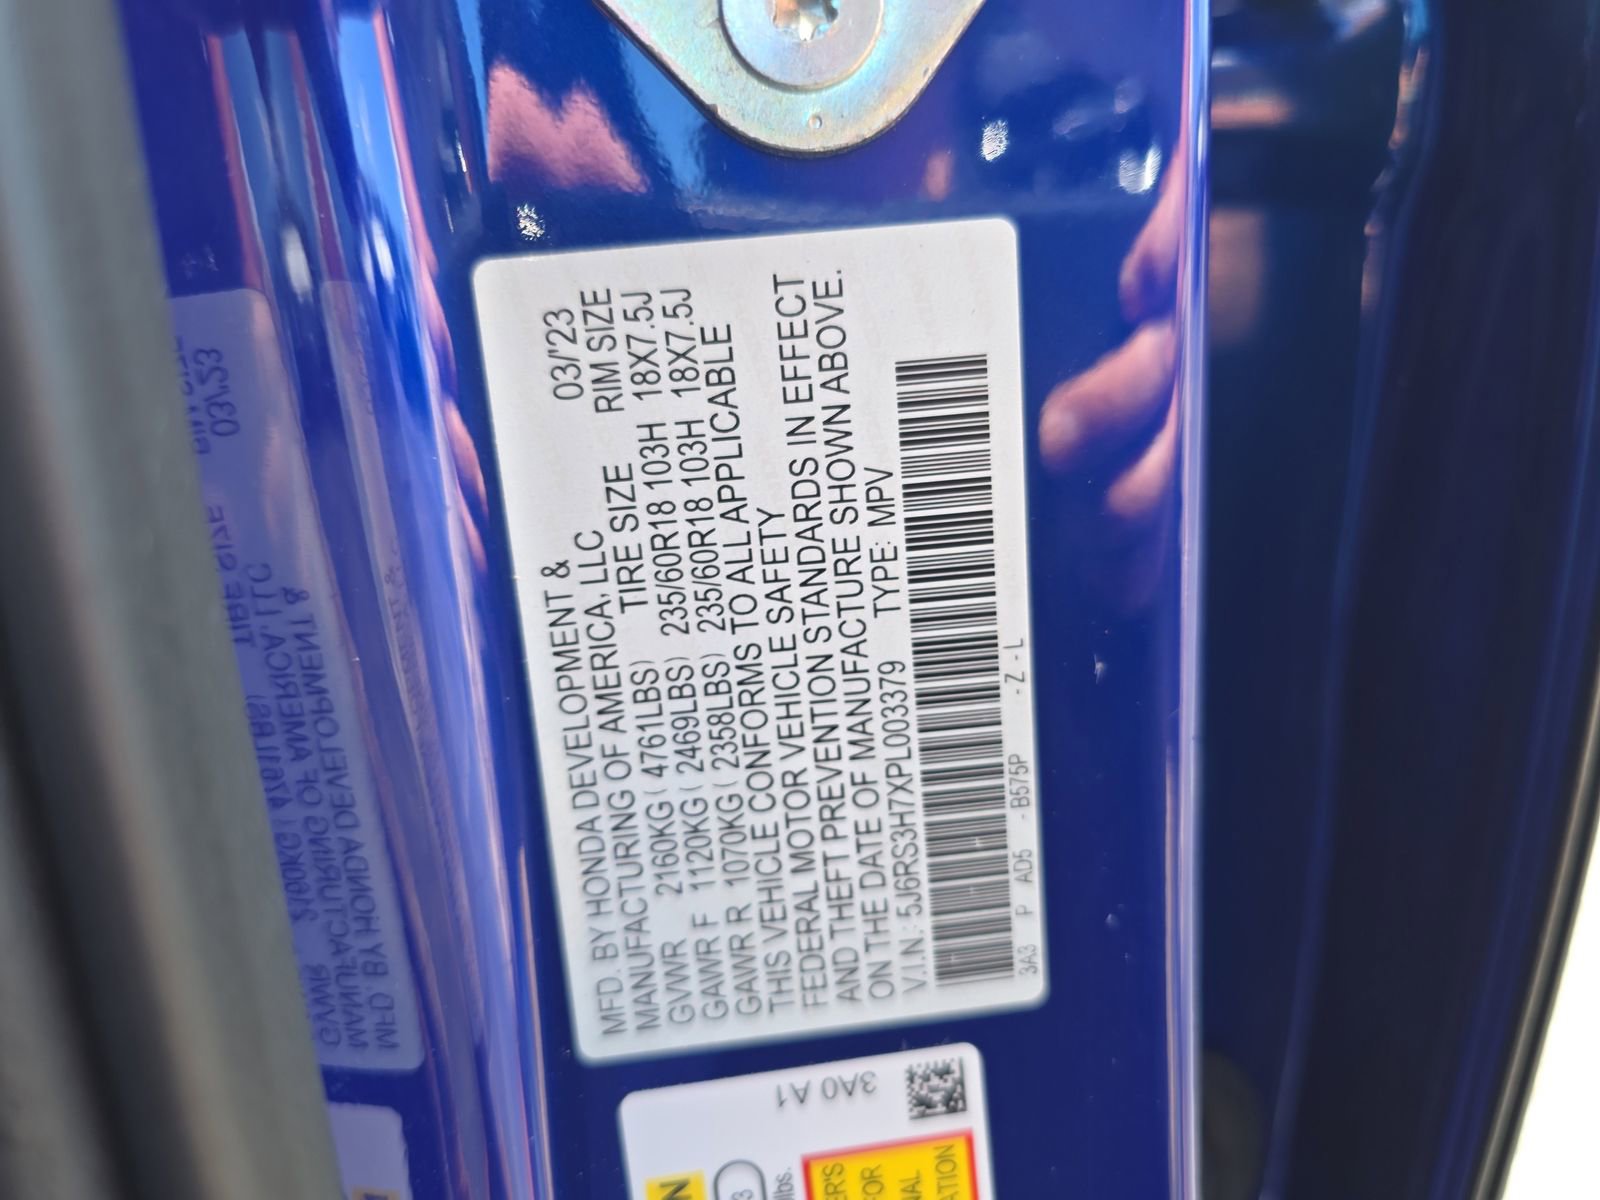 MFD. BY HONDA DEVELOPMENT & 03/'23
MANUFACTURING OF AMERICA, LLC RIM SIZE
TIRE SIZE
GVWR 2160KG ( 4761LBS) 235/60R18 103H 18X7.5J
GAWR F 1120KG ( 2469LBS) 235/60R18 103H 18X7.5J
GAWR R 1070KG ( 2358LBS)
THIS VEHICLE CONFORMS TO ALL APPLICABLE
FEDERAL MOTOR VEHICLE SAFETY
AND THEFT PREVENTION STANDARDS IN EFFECT
ON THE DATE OF MANUFACTURE SHOWN ABOVE.
V.I.N.: 5J6RS3H7XPL003379 TYPE: MPV
3A3 P AD5 - B575P - Z - L
3A0 A1
lbs.
FOR